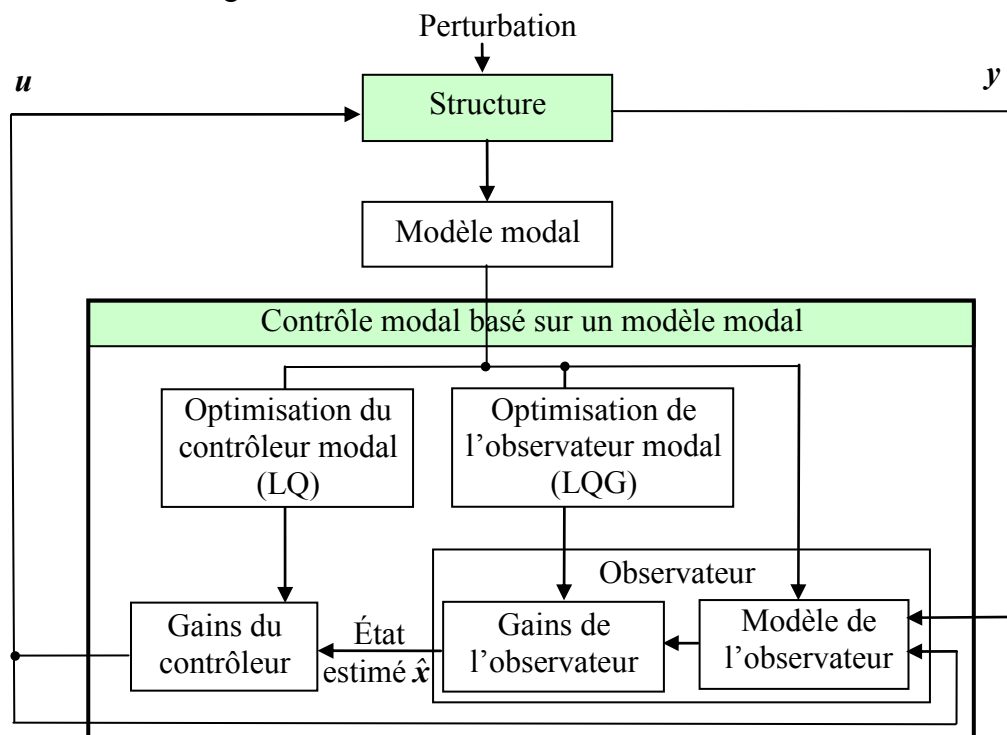 Perturbation
u
y
Structure
Modèle modal
Contrôle modal basé sur un modèle modal
Optimisation du
contrôleur modal
(LQ)
Optimisation de
l’observateur modal
(LQG)
Observateur
Gains du
contrôleur
État
estimé x̂
Gains de
l’observateur
Modèle de
l’observateur